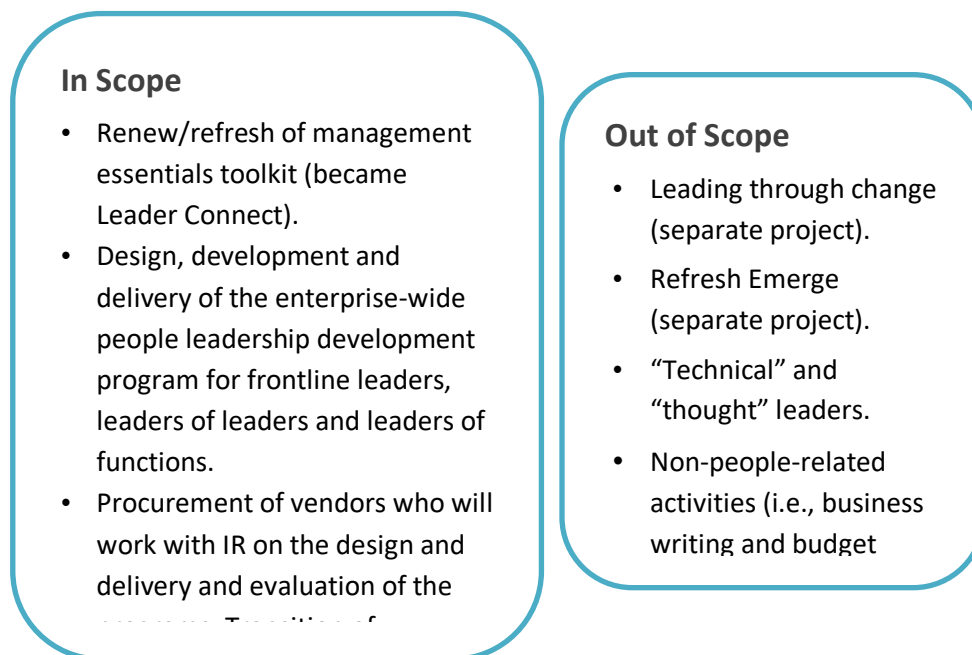 In Scope
• Renew/refresh of management
essentials toolkit (became
Leader Connect).
• Design, development and
delivery of the enterprise-wide
people leadership development
program for frontline leaders,
leaders of leaders and leaders of
functions.
• Procurement of vendors who will
work with IR on the design and
delivery and evaluation of the
Out of Scope
• Leading through change
(separate project).
• Refresh Emerge
(separate project).
• “Technical” and
“thought” leaders.
• Non-people-related
activities (i.e., business
writing and budget